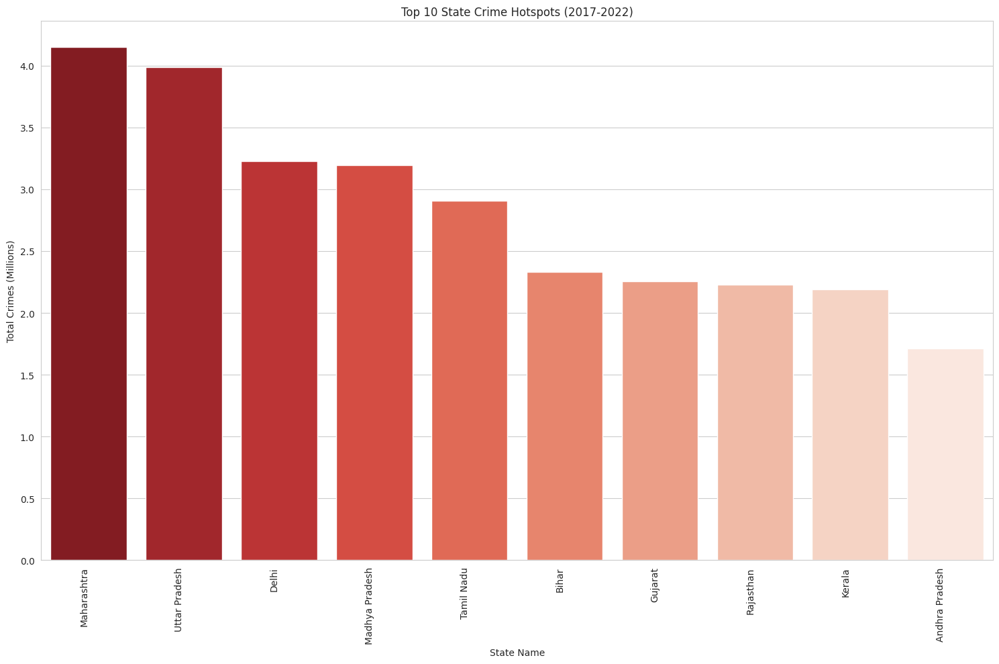 Top 10 State Crime Hotspots (2017-2022)
Total Crimes (Millions)
4.0
3.5
3.0
2.5
2.0
1.5
1.0
0.5
0.0
Maharashtra
Uttar Pradesh
Delhi
Madhya Pradesh
Tamil Nadu
Bihar
Gujarat
Rajasthan
Kerala
Andhra Pradesh
State Name